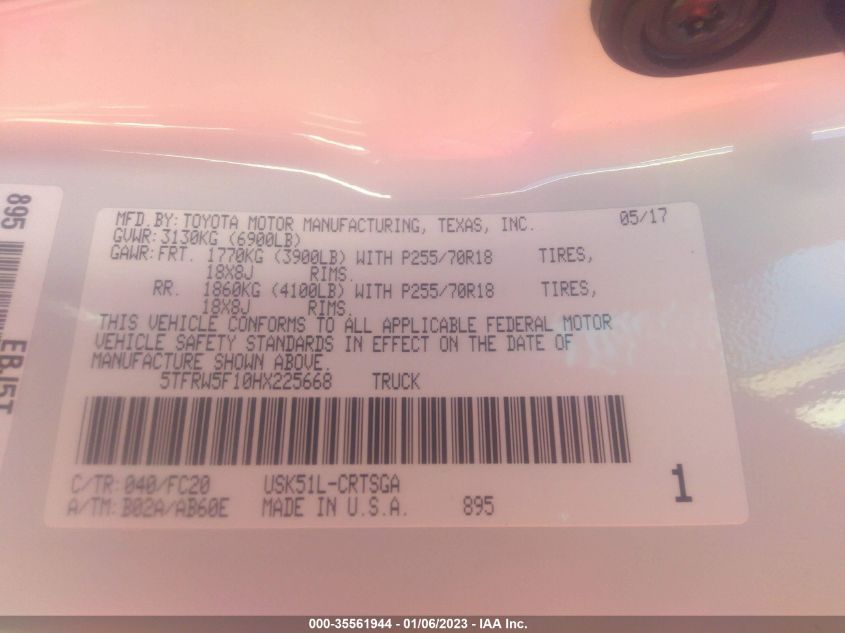 MFD.BY: TOYOTA MOTOR MANUFACTURING, TEXAS, INC. 05/17
GVWR: 3130KG (6900LB)
GAWR: FRT. 1770KG (3900LB) WITH P255/70R18 TIRES,
18X8J RIMS.
RR. 1860KG (4100LB) WITH P255/70R18 TIRES,
18X8J RIMS.
THIS VEHICLE CONFORMS TO ALL APPLICABLE FEDERAL MOTOR
VEHICLE SAFETY STANDARDS IN EFFECT ON THE DATE OF
MANUFACTURE SHOWN ABOVE.
5TFRW5F10HX225668 TRUCK
C/TR: 040/FC20 USK51L-CRTSGA
A/TM: B02A/AB60E MADE IN U.S.A. 895
1
895 EBJ5T
000-35561944 - 01/06/2023 - IAA Inc.